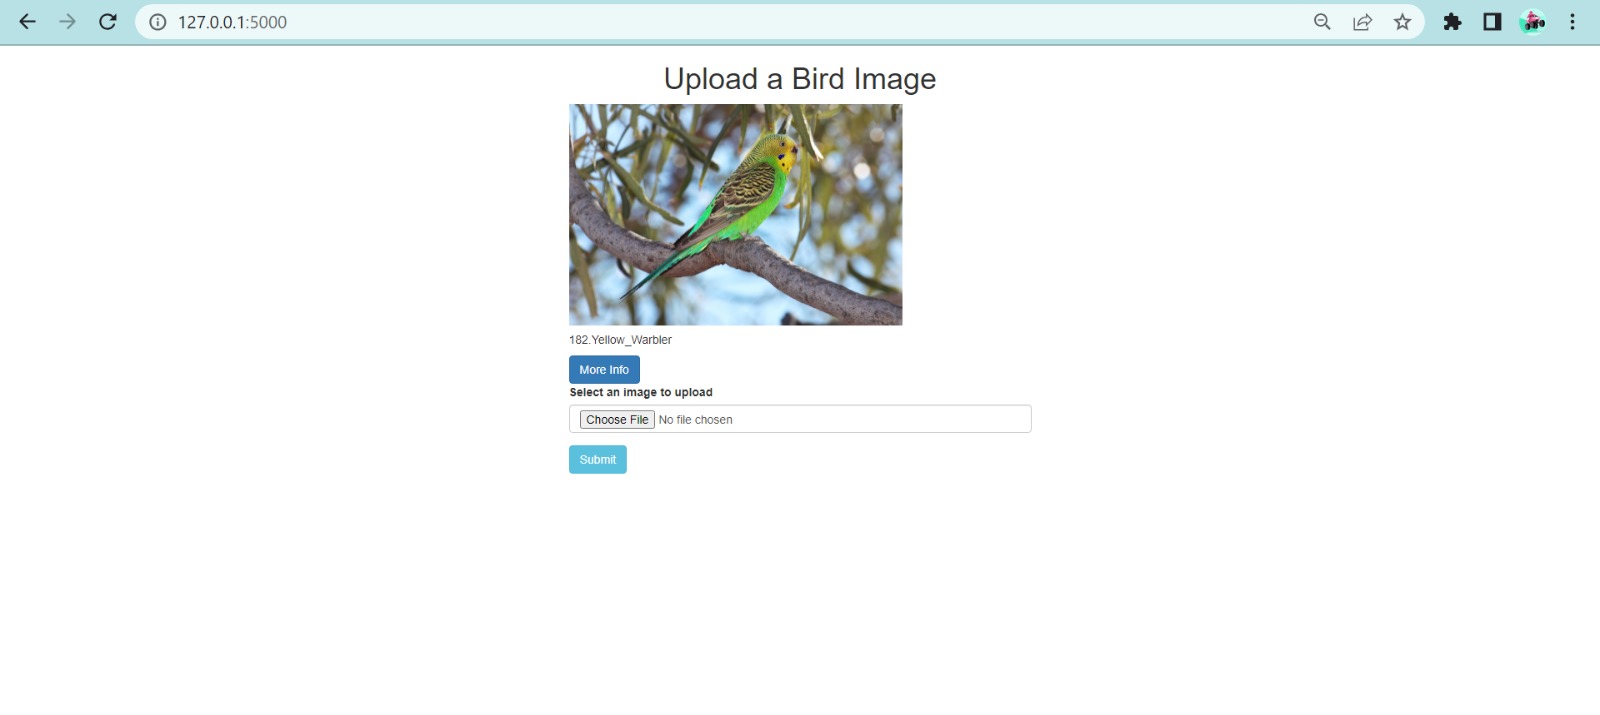 127.0.0.1:5000
Upload a Bird Image
182.Yellow_Warbler
More Info
Select an image to upload
Choose File No file chosen
Submit